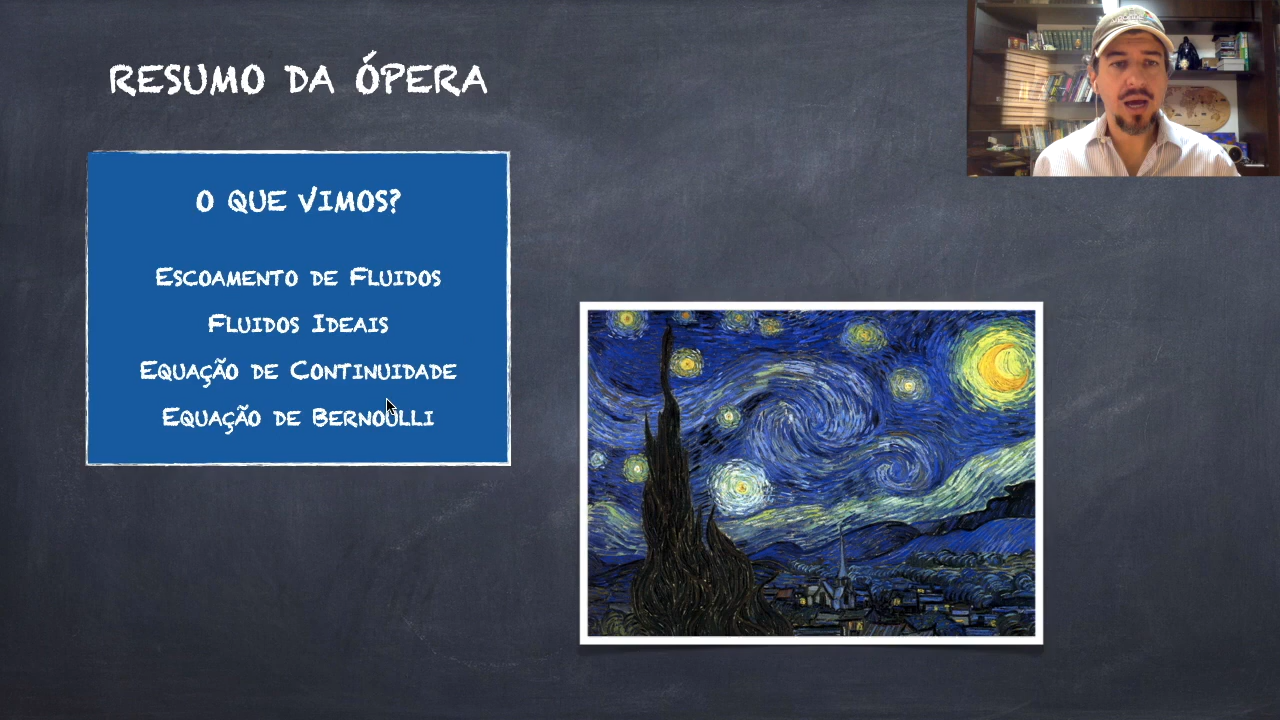 RESUMO DA ÓPERA
O QUE VIMOS?
ESCOAMENTO DE FLUIDOS
FLUIDOS IDEAIS
EQUAÇÃO DE CONTINUIDADE
EQUAÇÃO DE BERNOULLI